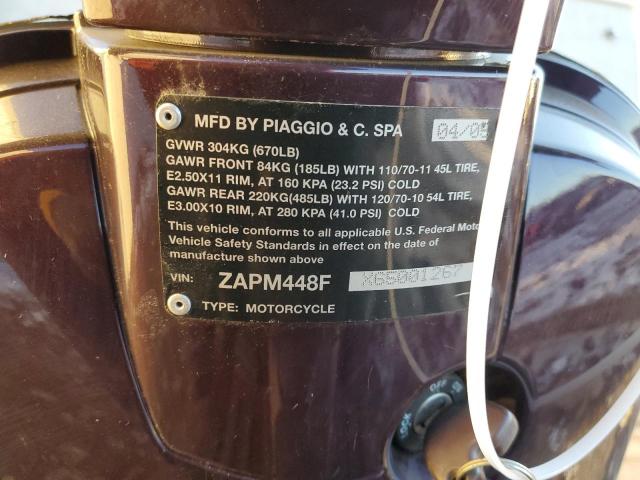 MFD BY PIAGGIO & C. SPA 04/05
GVWR 304KG (670LB)
GAWR FRONT 84KG (185LB) WITH 110/70-11 45L TIRE,
E2.50X11 RIM, AT 160 KPA (23.2 PSI) COLD
GAWR REAR 220KG(485LB) WITH 120/70-10 54L TIRE,
E3.00X10 RIM, AT 280 KPA (41.0 PSI) COLD
This vehicle conforms to all applicable U.S. Federal Moto
Vehicle Safety Standards in effect on the date of
manufacture shown above
VIN: ZAPM448F X65001267
TYPE: MOTORCYCLE
OFF
LOCK